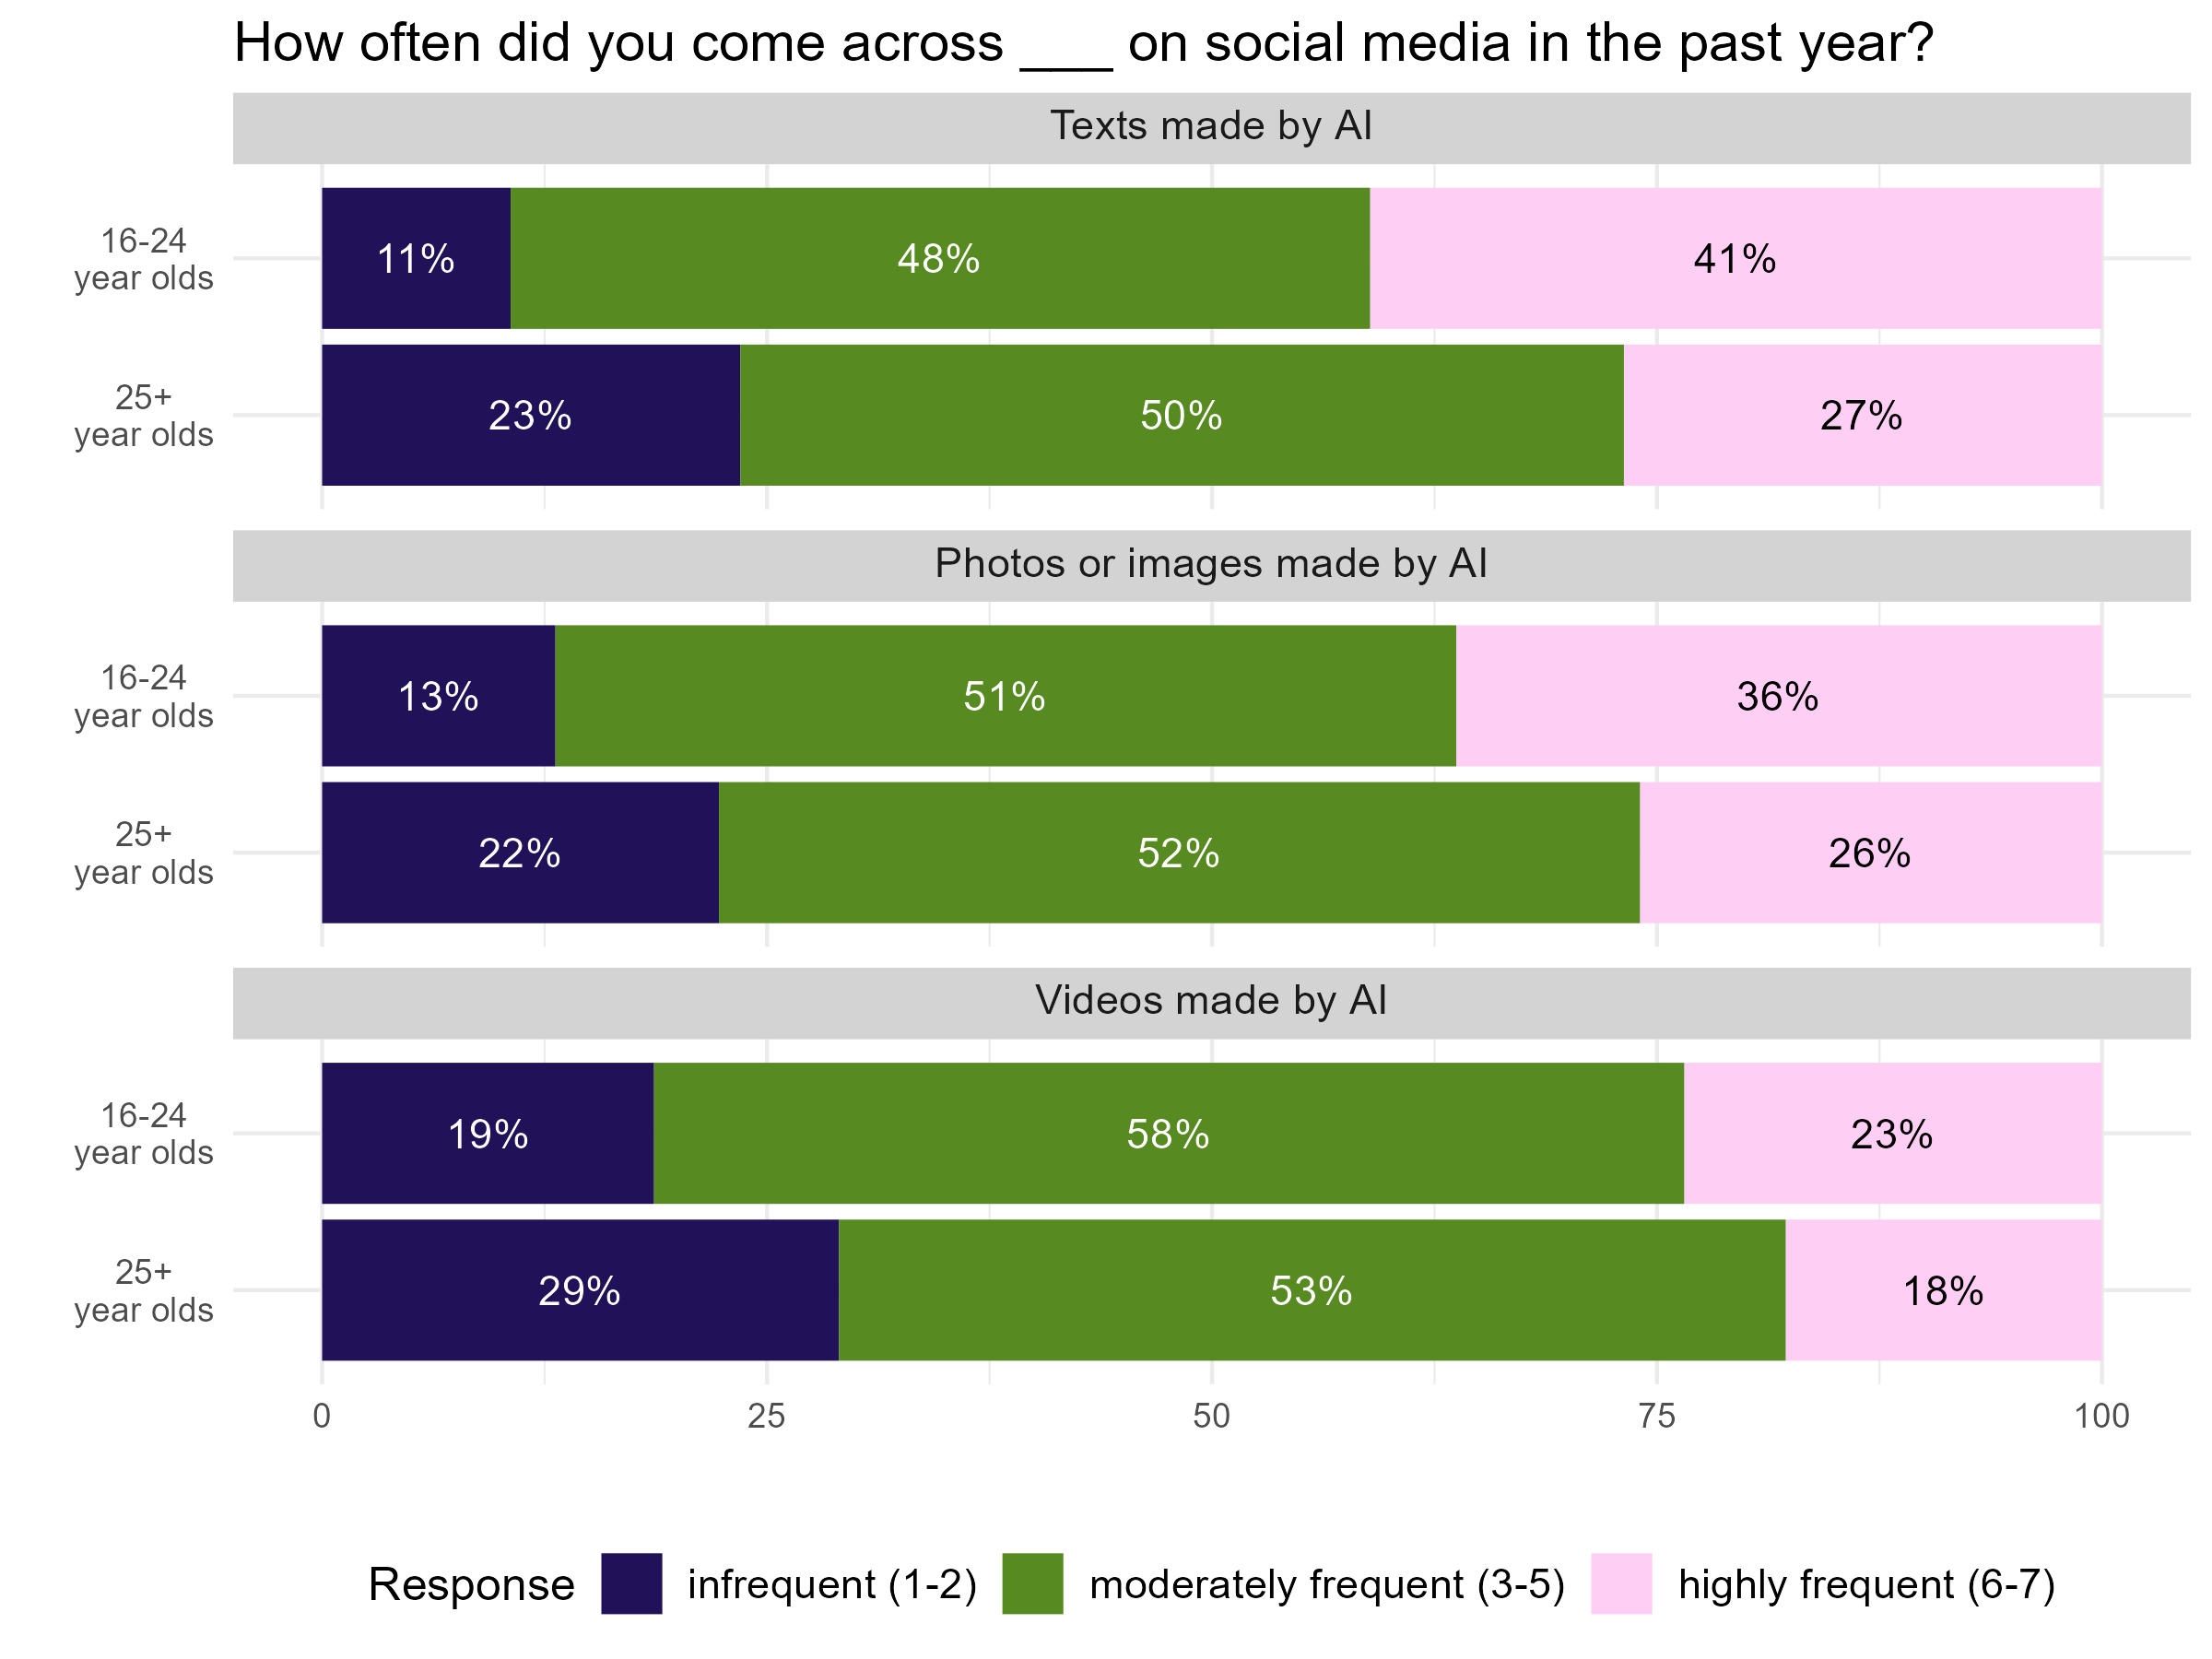 How often did you come across ___ on social media in the past year?
Texts made by AI
16-24
year olds
11% 48% 41%
25+
year olds
23% 50% 27%
Photos or images made by AI
16-24
year olds
13% 51% 36%
25+
year olds
22% 52% 26%
Videos made by AI
16-24
year olds
19% 58% 23%
25+
year olds
29% 53% 18%
0 25 50 75 100
Response infrequent (1-2) moderately frequent (3-5) highly frequent (6-7)